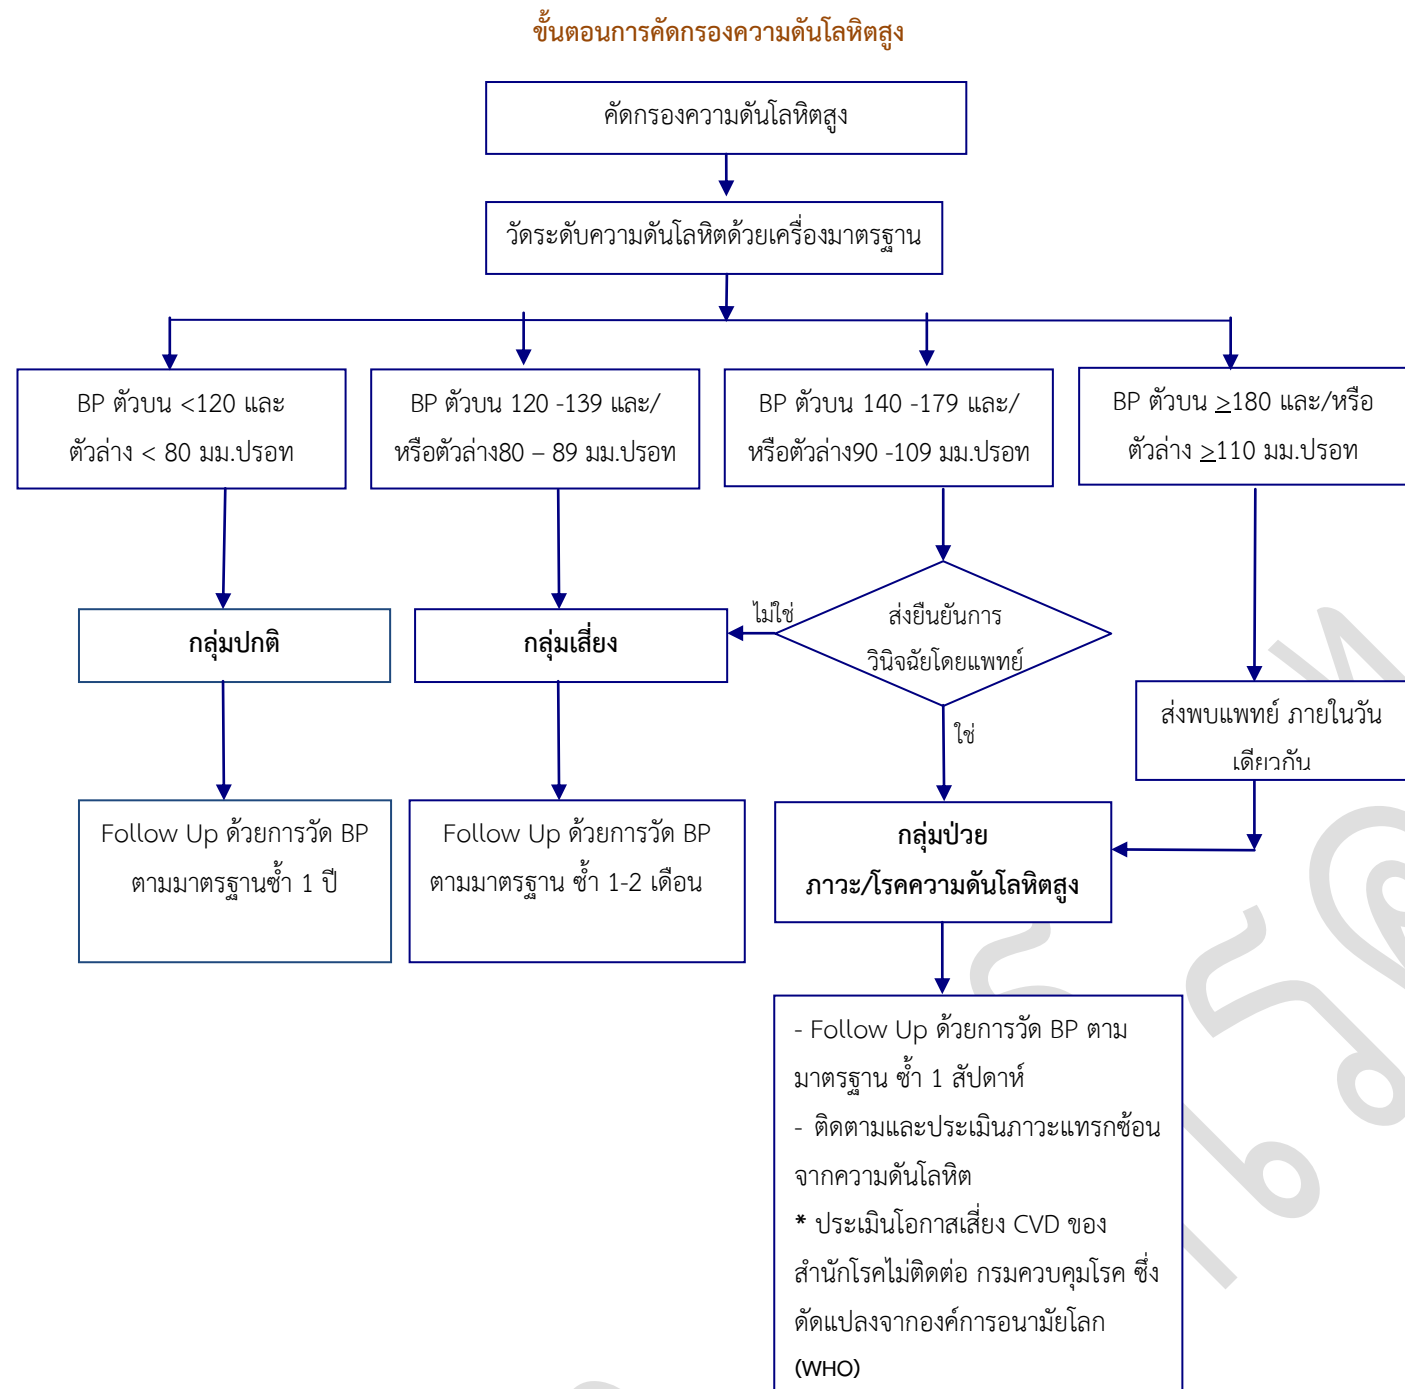 ขั้นตอนการคัดกรองความดันโลหิตสูง
คัดกรองความดันโลหิตสูง
วัดระดับความดันโลหิตด้วยเครื่องมาตรฐาน
BP ตัวบน <120 และ
ตัวล่าง < 80 มม.ปรอท
BP ตัวบน 120 -139 และ/
หรือตัวล่าง80 – 89 มม.ปรอท
BP ตัวบน 140 -179 และ/
หรือตัวล่าง90 -109 มม.ปรอท
BP ตัวบน ≥180 และ/หรือ
ตัวล่าง ≥110 มม.ปรอท
กลุ่มปกติ
กลุ่มเสี่ยง
ไม่ใช่
ส่งยืนยันการ
วินิจฉัยโดยแพทย์
ใช่
ส่งพบแพทย์ ภายในวัน
เดียวกัน
Follow Up ด้วยการวัด BP
ตามมาตรฐานซ้ำ 1 ปี
Follow Up ด้วยการวัด BP
ตามมาตรฐาน ซ้ำ 1-2 เดือน
กลุ่มป่วย
ภาวะ/โรคความดันโลหิตสูง
- Follow Up ด้วยการวัด BP ตาม
มาตรฐาน ซ้ำ 1 สัปดาห์
- ติดตามและประเมินภาวะแทรกซ้อน
จากความดันโลหิต
* ประเมินโอกาสเสี่ยง CVD ของ
สำนักโรคไม่ติดต่อ กรมควบคุมโรค ซึ่ง
ดัดแปลงจากองค์การอนามัยโลก
(WHO)